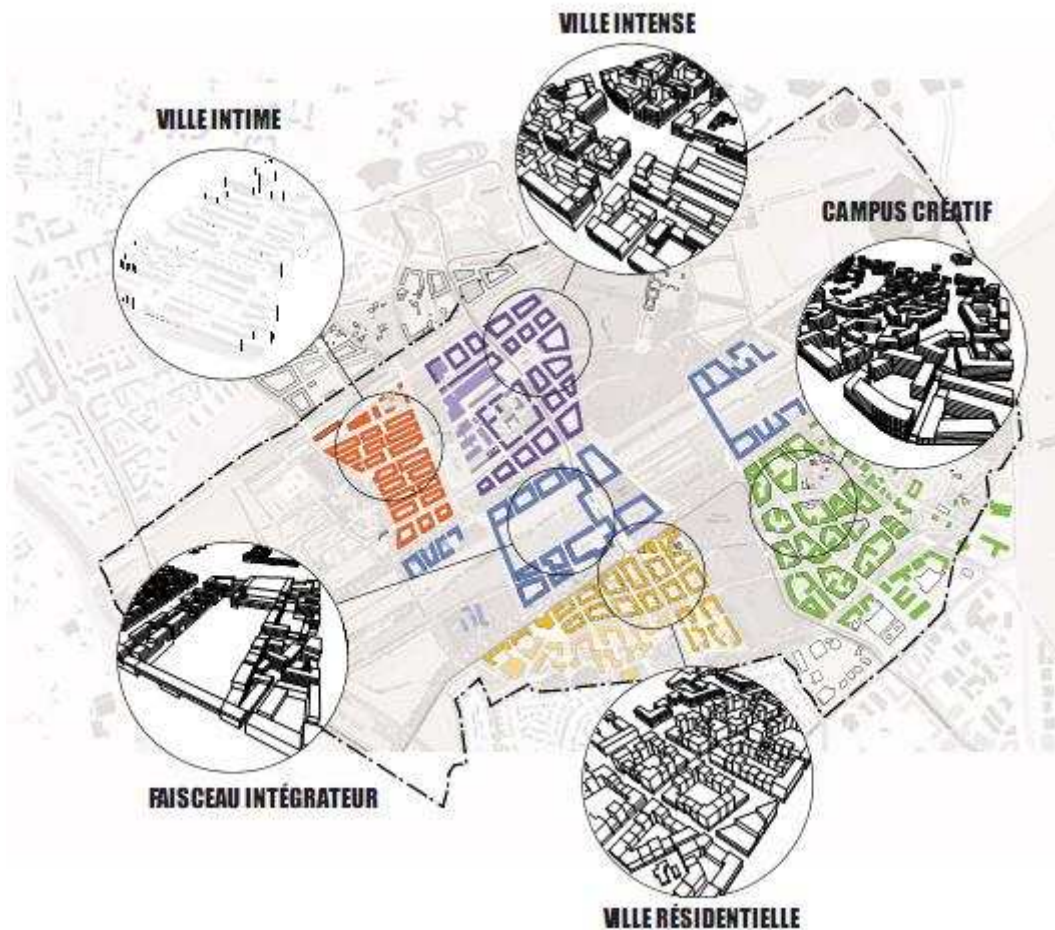 VILLE INTENSE
VILLE INTIME
CAMPUS CRÉATIF
FAISCEAU INTÉGRATEUR
VILLE RÉSIDENTIELLE